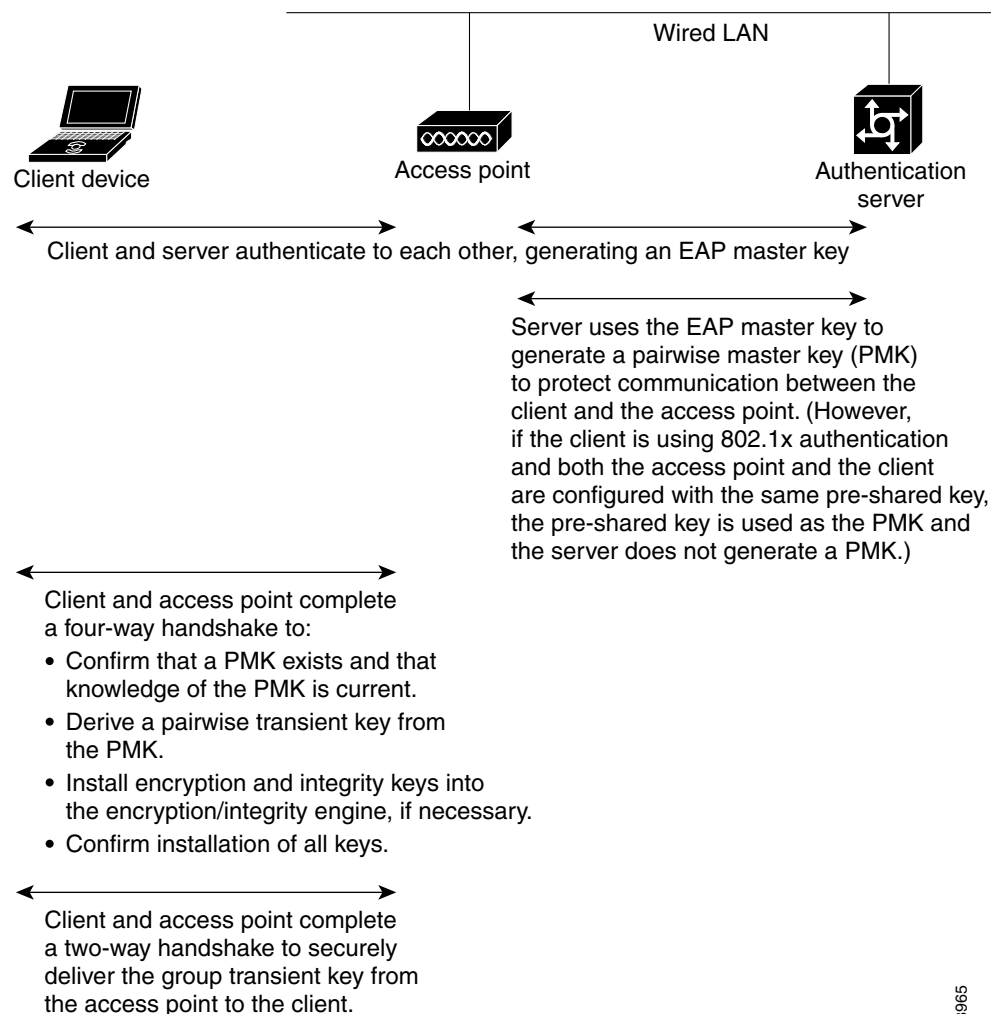 Wired LAN
Client device
Access point
Authentication
server
Client and server authenticate to each other, generating an EAP master key
Server uses the EAP master key to
generate a pairwise master key (PMK)
to protect communication between the
client and the access point. (However,
if the client is using 802.1x authentication
and both the access point and the client
are configured with the same pre-shared key,
the pre-shared key is used as the PMK and
the server does not generate a PMK.)
Client and access point complete
a four-way handshake to:
• Confirm that a PMK exists and that
knowledge of the PMK is current.
• Derive a pairwise transient key from
the PMK.
• Install encryption and integrity keys into
the encryption/integrity engine, if necessary.
• Confirm installation of all keys.
Client and access point complete
a two-way handshake to securely
deliver the group transient key from
the access point to the client.